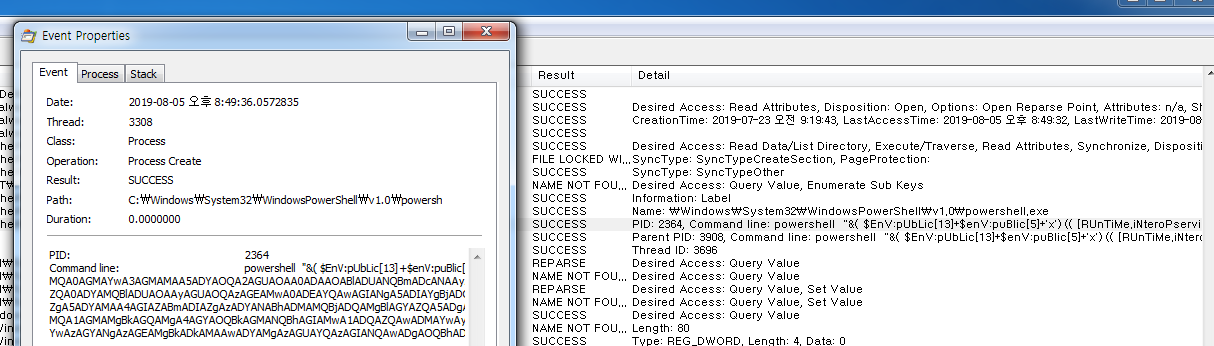 Event Properties
Event Process Stack
Date: 2019-08-05 오후 8:49:36.0572835
Thread: 3308
Class: Process
Operation: Process Create
Result: SUCCESS
Path: C:₩Windows₩System32₩WindowsPowerShell₩v1.0₩powersh
Duration: 0.0000000
PID: 2364
Command line: powershell "&( $EnV:pUbLic[13]+$enV:puBlic[
Result Detail
SUCCESS
SUCCESS Desired Access: Read Attributes, Disposition: Open, Options: Open Reparse Point, Attributes: n/a, Sh
SUCCESS CreationTime: 2019-07-23 오전 9:19:43, LastAccessTime: 2019-08-05 오후 8:49:32, LastWriteTime: 2019-08
SUCCESS
SUCCESS Desired Access: Read Data/List Directory, Execute/Traverse, Read Attributes, Synchronize, Dispositi
FILE LOCKED WI... SyncType: SyncTypeCreateSection, PageProtection:
SUCCESS SyncType: SyncTypeOther
NAME NOT FOU... Desired Access: Query Value, Enumerate Sub Keys
SUCCESS Information: Label
SUCCESS Name: ₩Windows₩System32₩WindowsPowerShell₩v1.0₩powershell.exe
SUCCESS PID: 2364, Command line: powershell "&( $EnV:pUbLic[13]+$enV:puBlic[5]+'x') (( [RUnTiMe.iNteroPservi
SUCCESS Parent PID: 3908, Command line: powershell "&( $EnV:pUbLic[13]+$enV:puBlic[5]+'x') (( [RUnTiMe.iNtero
SUCCESS Thread ID: 3696
REPARSE Desired Access: Query Value
NAME NOT FOU... Desired Access: Query Value
REPARSE Desired Access: Query Value, Set Value
NAME NOT FOU... Desired Access: Query Value, Set Value
SUCCESS Desired Access: Query Value
NAME NOT FOU... Length: 80
SUCCESS Type: REG_DWORD, Length: 4, Data: 0